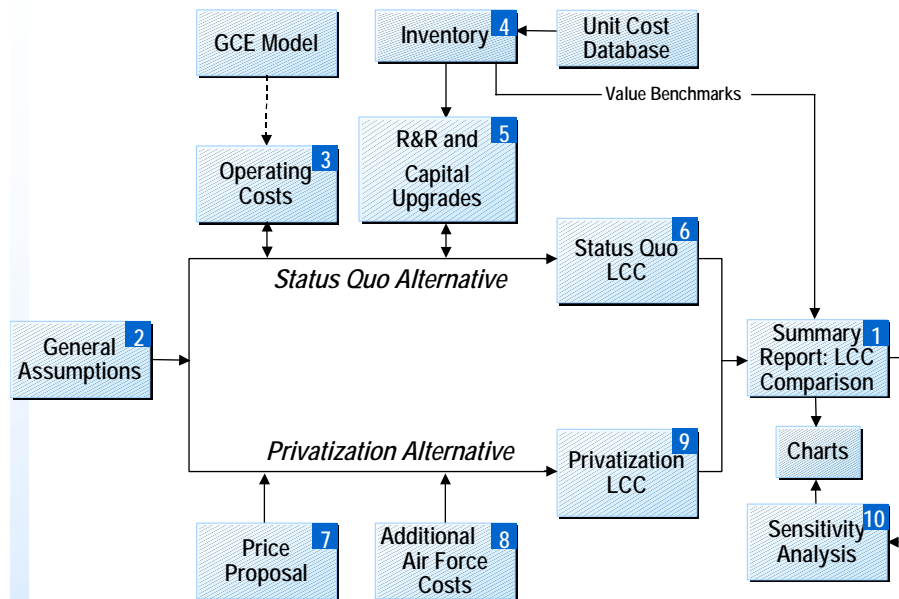 GCE Model
4
Inventory
Unit Cost
Database
Value Benchmarks
3
Operating
Costs
5
R&R and
Capital
Upgrades
6
Status Quo
LCC
Status Quo Alternative
2
General
Assumptions
1
Summary
Report: LCC
Comparison
Privatization Alternative
9
Privatization
LCC
Charts
7
Price
Proposal
8
Additional
Air Force
Costs
10
Sensitivity
Analysis